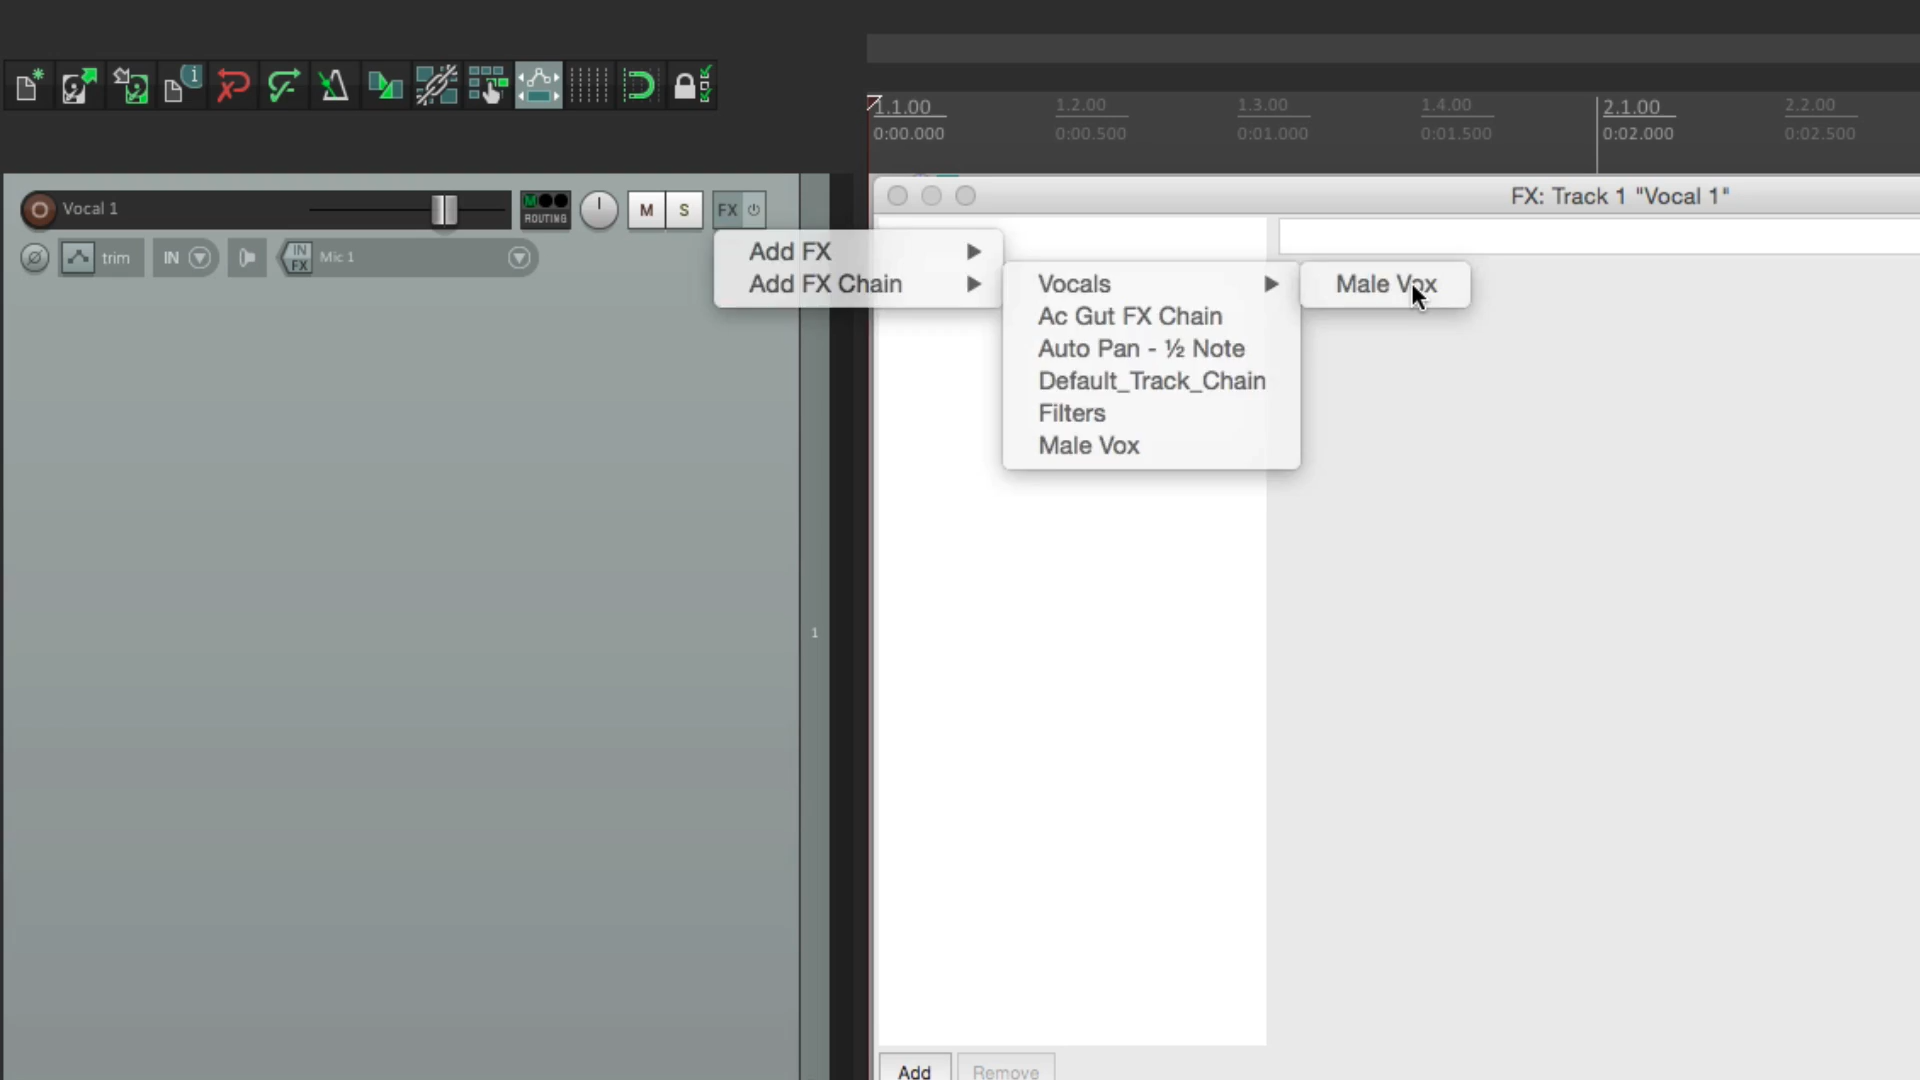 1.1.00 1.2.00 1.3.00 1.4.00 2.1.00 2.2.00
0:00.000 0:00.500 0:01.000 0:01.500 0:02.000 0:02.500
Vocal 1
ROUTING
M S FX
FX: Track 1 "Vocal 1"
trim IN IN FX Mic 1
Add FX
Add FX Chain
Vocals
Ac Gut FX Chain
Auto Pan - ½ Note
Default_Track_Chain
Filters
Male Vox
Male Vox
1
Add Remove